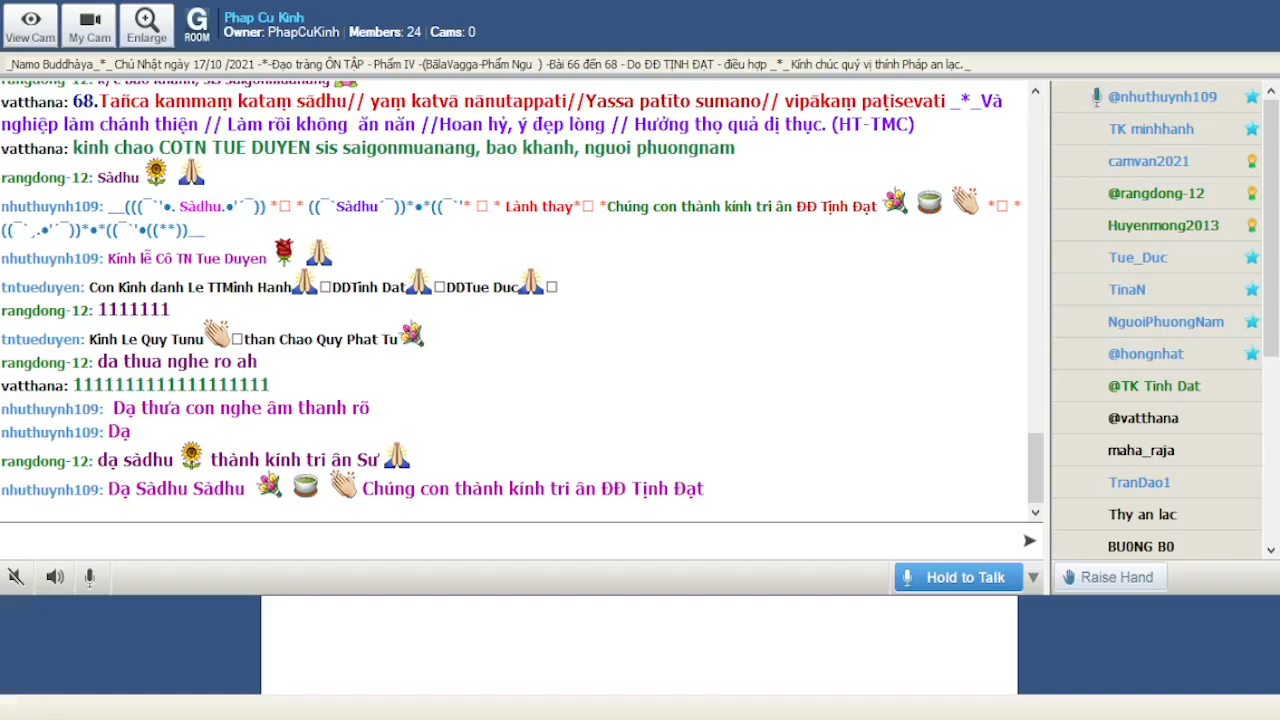 View Cam
My Cam
Enlarge
G
ROOM
Phap Cu Kinh
Owner: PhapCuKinh | Members: 24 | Cams: 0
_Namo Buddhàya_*_ Chủ Nhật ngày 17/10 /2021 -*-Đạo tràng ÔN TẬP - Phẩm IV -(BālaVagga-Phẩm Ngu ) -Bài 66 đến 68 - Do ĐĐ TỊNH ĐẠT - điều hợp _*_Kính chúc quý vị thính Pháp an lạc._
vatthana: 68.Tañca kammaṃ kataṃ sādhu// yaṃ katvā nānutappati//Yassa patīto sumano// vipākaṃ paṭisevati _*_Và
nghiệp làm chánh thiện // Làm rồi không ăn năn //Hoan hỷ, ý đẹp lòng // Hưởng thọ quả dị thục. (HT-TMC)
vatthana: kinh chao COTN TUE DUYEN sis saigonmuanang, bao khanh, nguoi phuongnam
rangdong-12: Sàdhu
nhuthuynh109: __(((¯`'•. Sàdhu.•'´¯)) *□ * ((¯`Sàdhu´¯))*•*((¯`'* □ * Lành thay*□ *Chúng con thành kính tri ân ĐĐ Tịnh Đạt *□ *
((¯`¸.•'´¯))*•*((¯`'•((**))__
nhuthuynh109: Kính lễ Cô TN Tue Duyen
tntueduyen: Con Kinh danh Le TTMinh Hanh□DDTinh Dat□DDTue Duc□
rangdong-12: 1111111
tntueduyen: Kinh Le Quy Tunu□than Chao Quy Phat Tu
rangdong-12: da thua nghe ro ah
vatthana: 1111111111111111111
nhuthuynh109: Dạ thưa con nghe âm thanh rõ
nhuthuynh109: Dạ
rangdong-12: dạ sàdhu thành kính tri ân Sư
nhuthuynh109: Dạ Sàdhu Sàdhu Chúng con thành kính tri ân ĐĐ Tịnh Đạt
@nhuthuynh109
TK minhhanh
camvan2021
@rangdong-12
Huyenmong2013
Tue_Duc
TinaN
NguoiPhuongNam
@hongnhat
@TK Tinh Dat
@vatthana
maha_raja
TranDao1
Thy an lac
BUONG BO
Hold to Talk
Raise Hand